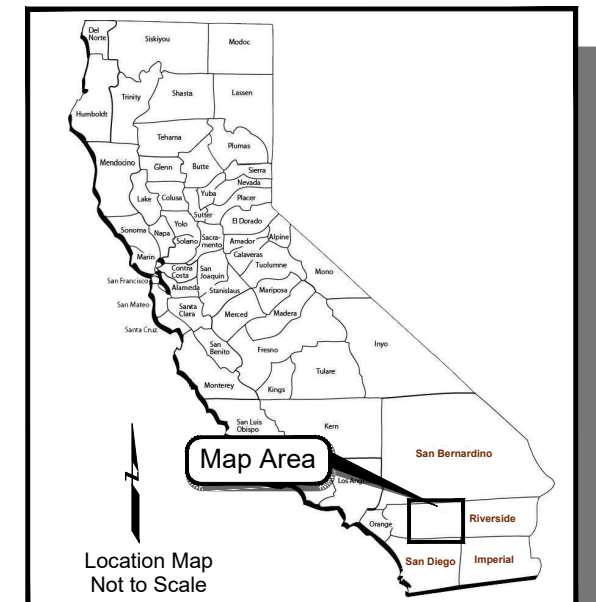 Del
Norte
Siskiyou
Modoc
Trinity
Shasta
Lassen
Humboldt
Tehama
Plumas
Mendocino
Glenn
Butte
Sierra
Nevada
Lake
Colusa
Yuba
Placer
Sutter
Sonoma
Napa
Yolo
El Dorado
Solano
Sacra-
mento
Amador
Alpine
Marin
Calaveras
Tuolumne
Mono
San Francisco
Contra
Costa
San
Joaquin
Alameda
Stanislaus
Mariposa
San Mateo
Santa
Clara
Merced
Madera
Santa Cruz
San
Benito
Fresno
Inyo
Monterey
Kings
Tulare
San Luis
Obispo
Kern
San Bernardino
Map Area
Los Ang
Orange
Riverside
San Diego
Imperial
N
Location Map
Not to Scale